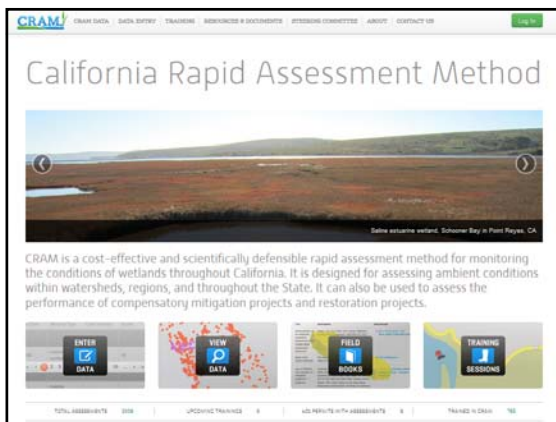 CRAM
CRAM DATA
DATA ENTRY
TRAINING
RESOURCES & DOCUMENTS
STEERING COMMITTEE
ABOUT
CONTACT US
Log In
California Rapid Assessment Method
Saline estuarine wetland, Schooner Bay in Point Reyes, CA
CRAM is a cost-effective and scientifically defensible rapid assessment method for monitoring
the conditions of wetlands throughout California. It is designed for assessing ambient conditions
within watersheds, regions, and throughout the State. It can also be used to assess the
performance of compensatory mitigation projects and restoration projects.
ENTER
DATA
VIEW
DATA
FIELD
BOOKS
TRAINING
SESSIONS
TOTAL ASSESSMENTS
UPCOMING TRAININGS
PERMITS WITH ASSESSMENTS
TRAINED IN CRAM